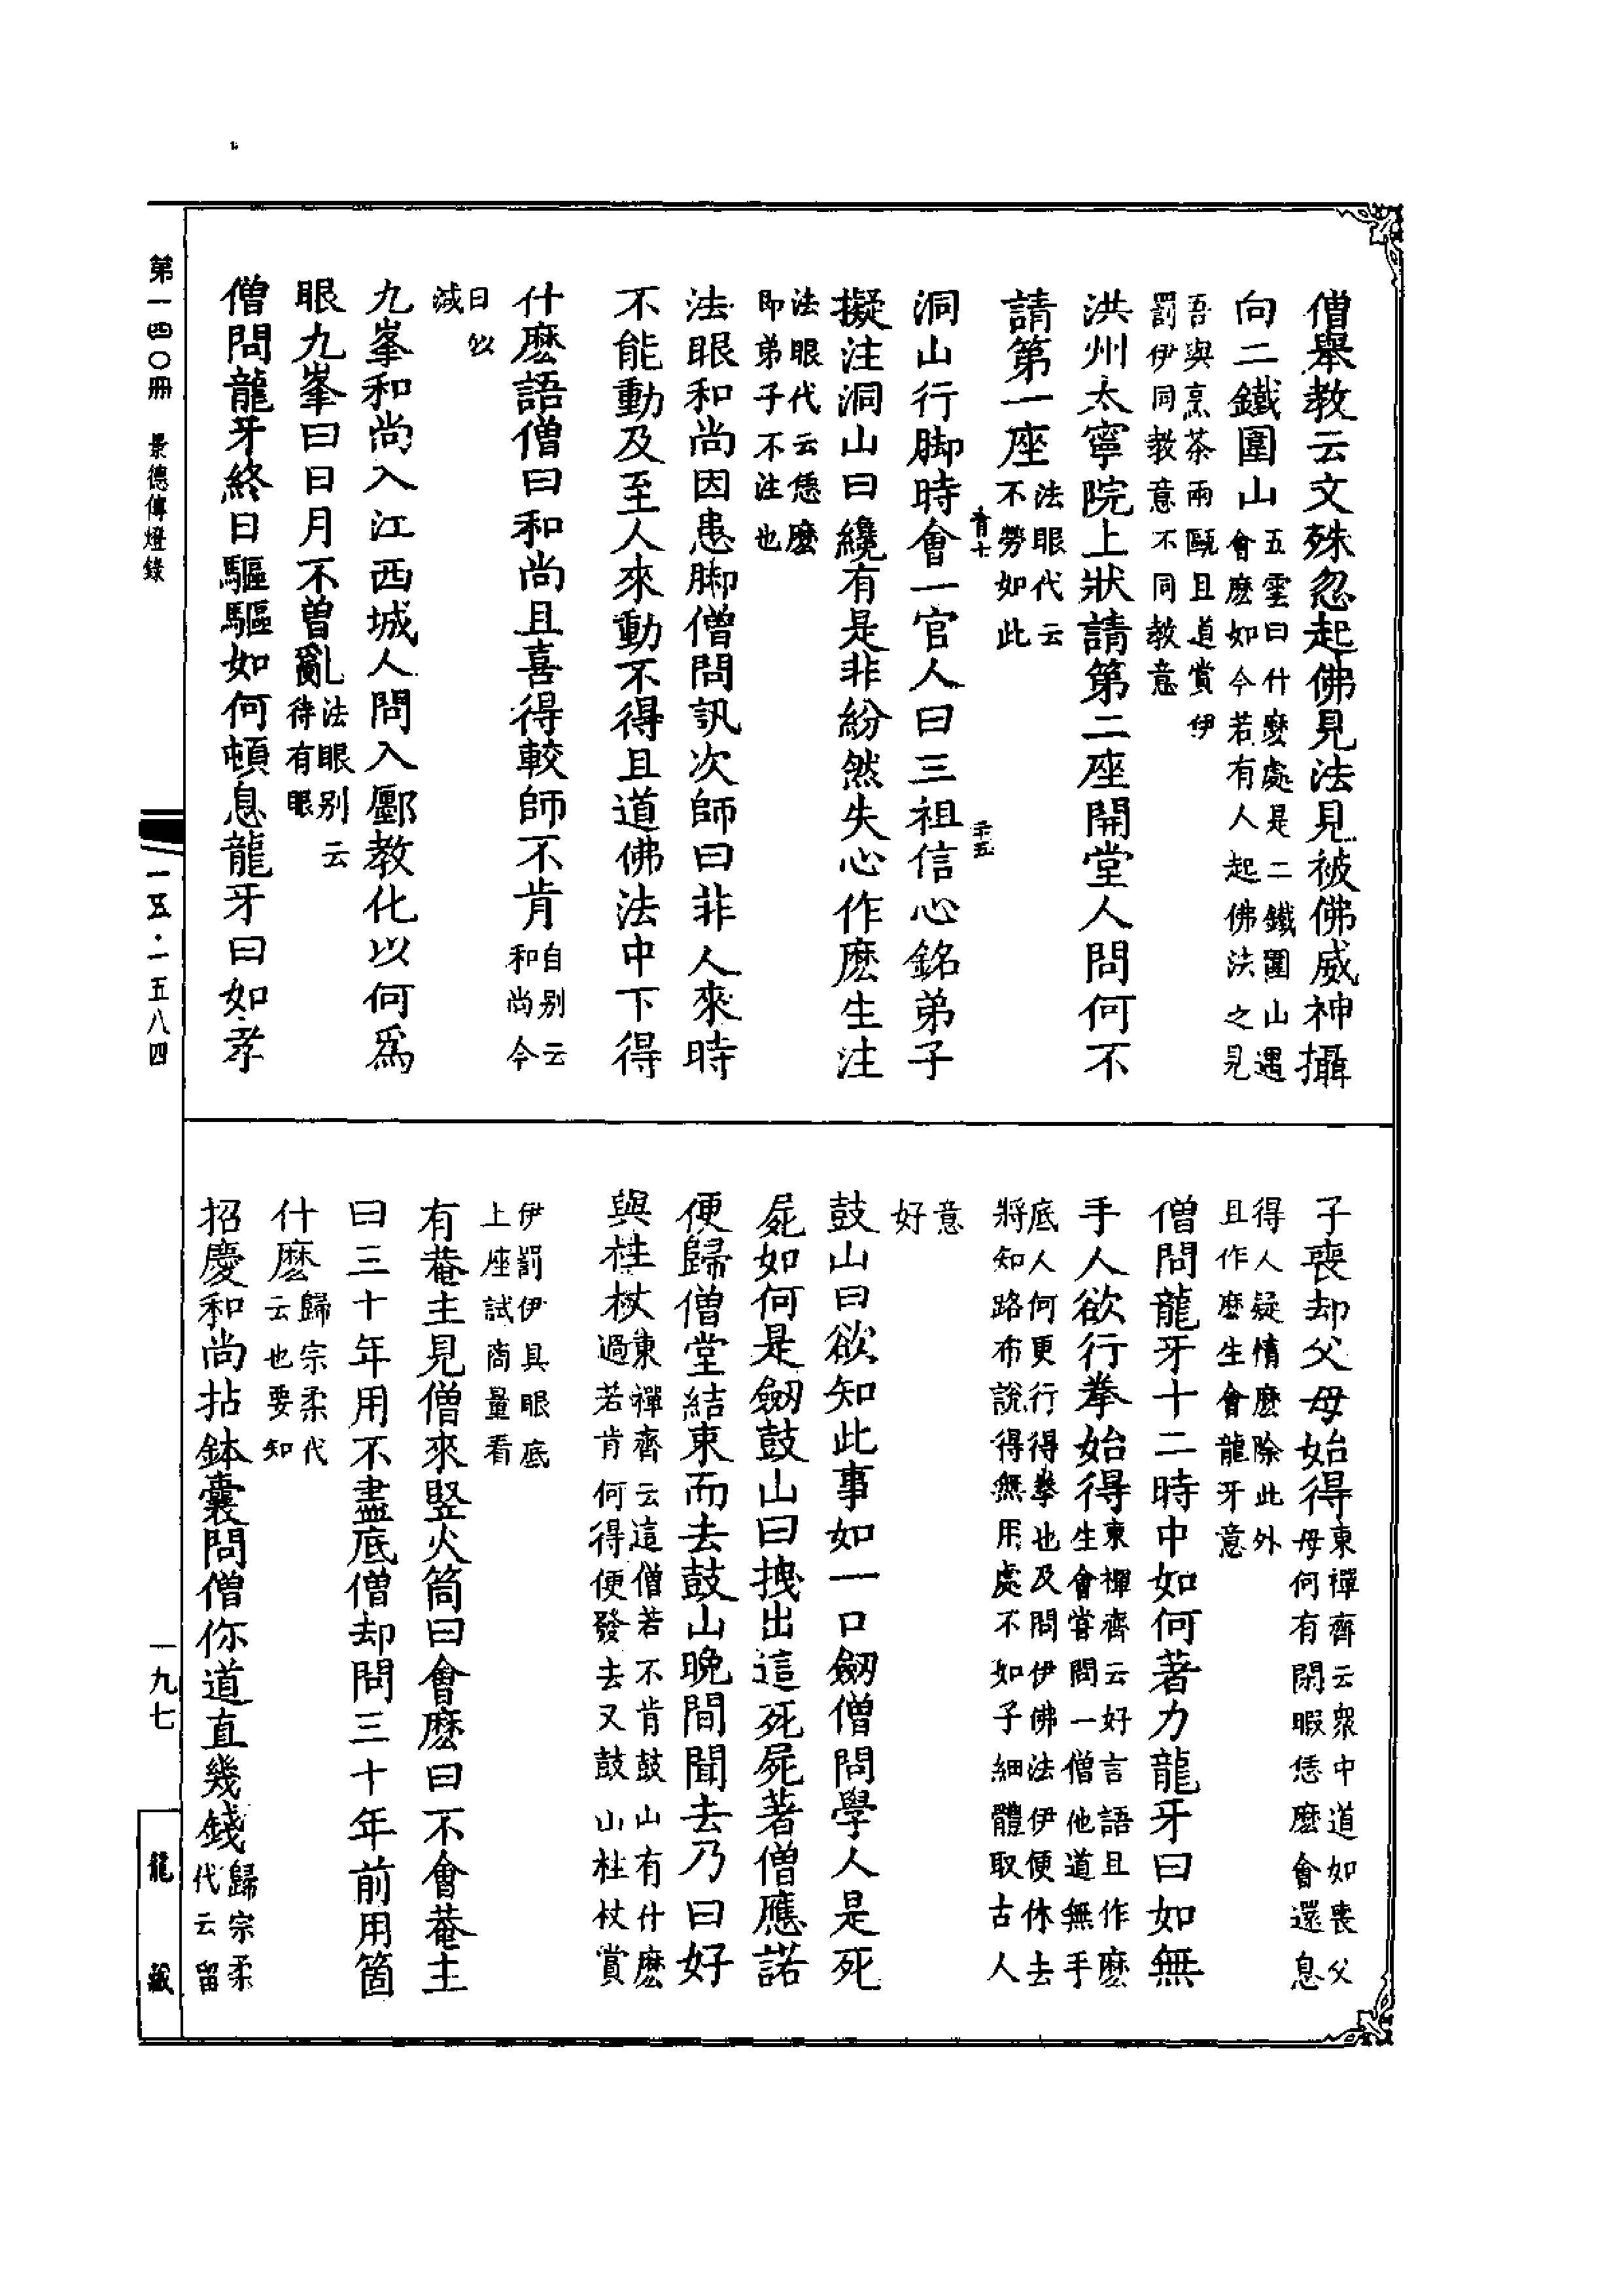 僧舉教云文殊忽起佛見法見被佛威神攝
向二鐵圍山五雲曰什麽處是二鐵圍山還會麽如今若有人起佛法之見
吾與烹茶兩甌且道賞伊罰伊同教意不同教意
洪州太寧院上狀請第二座開堂人問何不
請第一座法眼代云不勞如此
洞山行脚時會一官人曰三祖信心銘弟子
擬注洞山曰纔有是非紛然失心作麽生注
法眼代云恁麽即弟子不注也
法眼和尚因患脚僧問訊次師曰非人來時
不能動及至人來動不得且道佛法中下得
什麽語僧曰和尚且喜得較師不肯自别云和尚今
日似減
九峯和尚入江西城人問入鄽教化以何爲
眼九峯曰日月不曾亂法眼别云待有眼
僧問龍牙終日驅驅如何頓息龍牙曰如孝
子喪却父母始得東禪齊云衆中道如喪父母何有閑暇恁麽會還息
得人疑情麽除此外且作麽生會龍牙意
僧問龍牙十二時中如何著力龍牙曰如無
手人欲行拳始得東禪齊云好言語且作麽生會嘗問一僧他道無手
底人何更行得拳也及問伊佛法伊便休去將知路布說得無用處不如子細體取古人
意好
鼓山曰欲知此事如一口劒僧問學人是死
屍如何是劒鼓山曰拽出這死屍著僧應諾
便歸僧堂結束而去鼓山晚間聞去乃曰好
與拄杖東禪齊云這僧若不肯鼓山有什麽過若肯何得便發去又鼓山拄杖賞
伊罰伊具眼底上座試商量看
有菴主見僧來竪火筒曰會麽曰不會菴主
曰三十年用不盡底僧却問三十年前用箇
什麽歸宗柔代云也要知
招慶和尚拈鉢囊問僧你道直幾錢歸宗柔代云留
青十
二十五
第一四〇冊 景德傳燈錄
一五·一五八四
一九七
龍藏